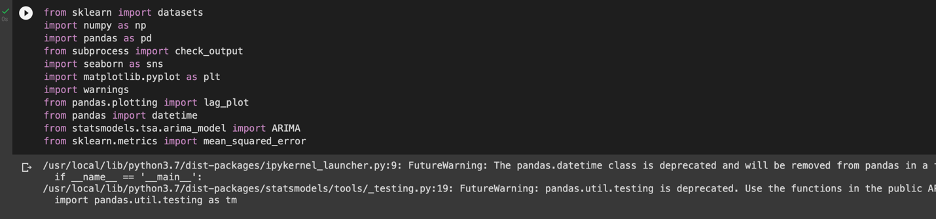 from sklearn import datasets
import numpy as np
import pandas as pd
from subprocess import check_output
import seaborn as sns
import matplotlib.pyplot as plt
import warnings
from pandas.plotting import lag_plot
from pandas import datetime
from statsmodels.tsa.arima_model import ARIMA
from sklearn.metrics import mean_squared_error
/usr/local/lib/python3.7/dist-packages/ipykernel_launcher.py:9: FutureWarning: The pandas.datetime class is deprecated and will be removed from pandas in a
if __name__ == '__main__':
/usr/local/lib/python3.7/dist-packages/statsmodels/tools/_testing.py:19: FutureWarning: pandas.util.testing is deprecated. Use the functions in the public
import pandas.util.testing as tm